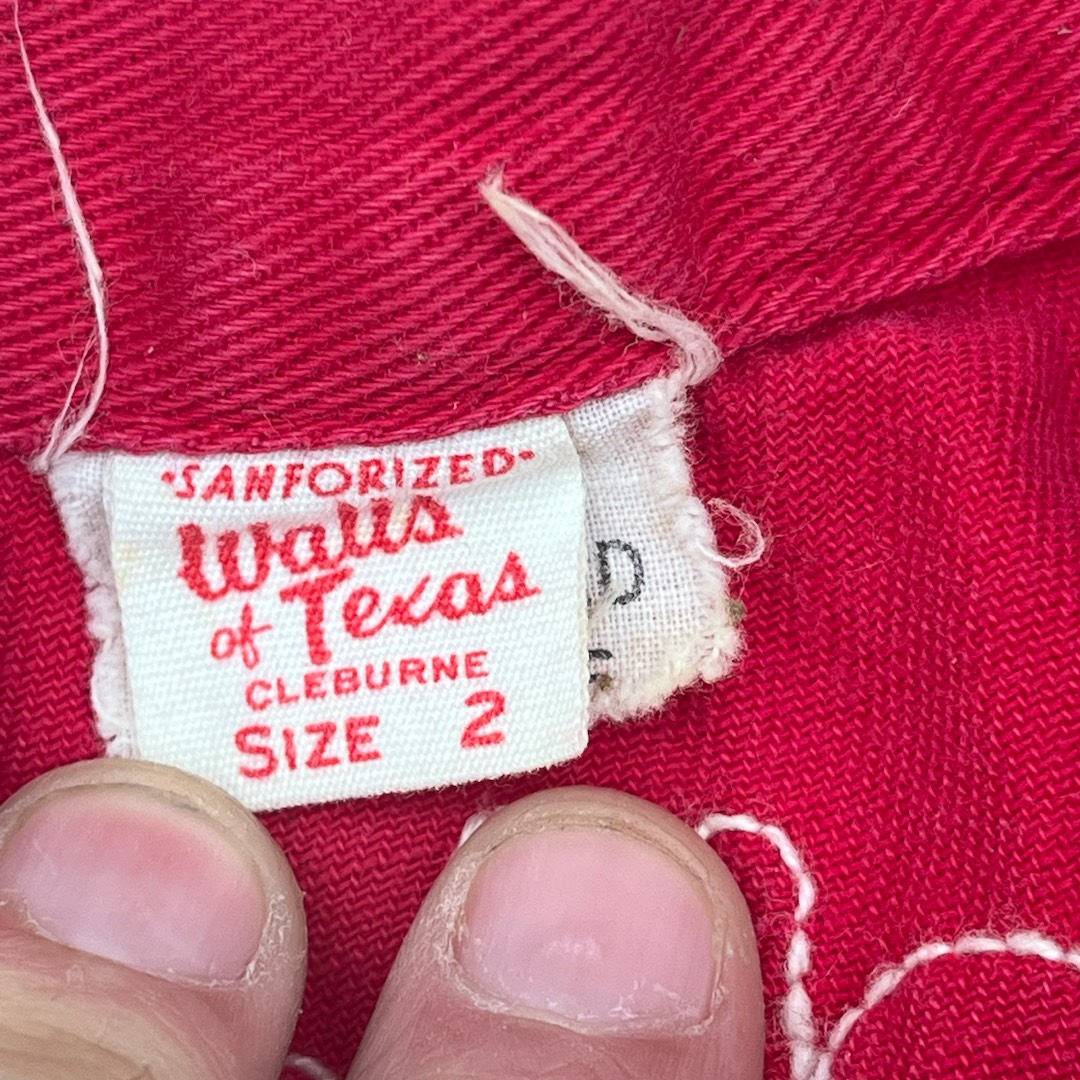 ·SANFORIZED·
Walls
of Texas
CLEBURNE
SIZE 2
D